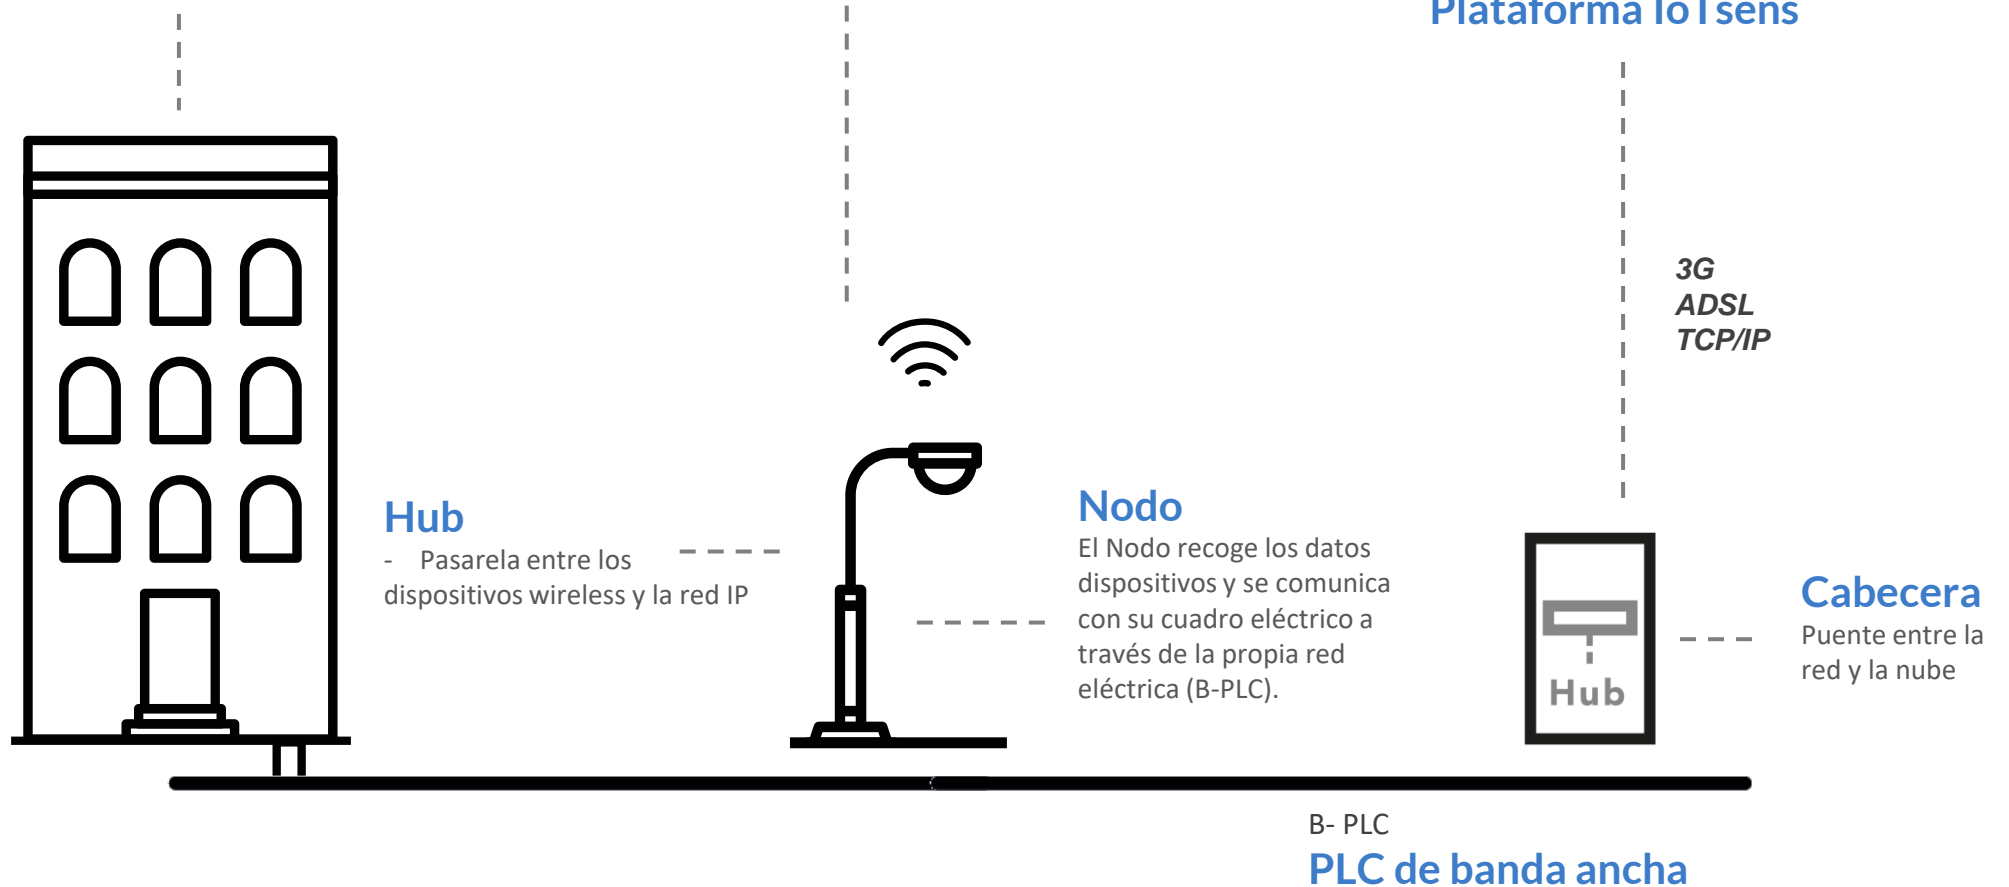 Plataforma IoTsens
3G
ADSL
TCP/IP
Hub
- Pasarela entre los
dispositivos wireless y la red IP
Nodo
El Nodo recoge los datos
dispositivos y se comunica
con su cuadro eléctrico a
través de la propia red
eléctrica (B-PLC).
Hub
Cabecera
Puente entre la
red y la nube
B- PLC
PLC de banda ancha